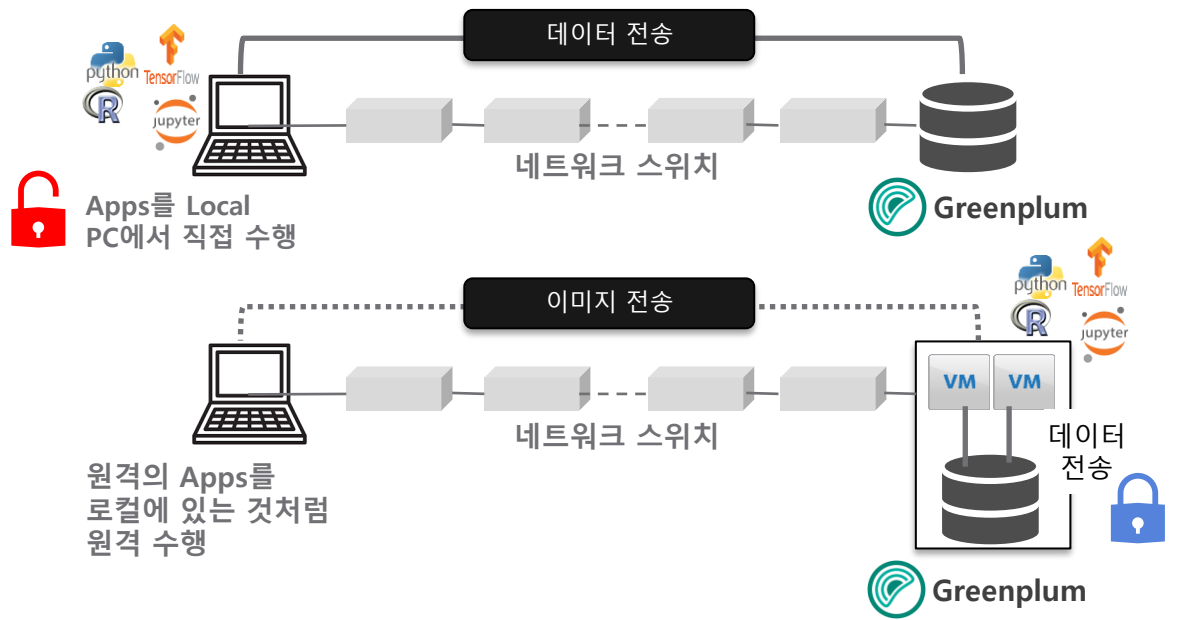 데이터 전송
python
TensorFlow
R
jupyter
네트워크 스위치
Apps를 Local
PC에서 직접 수행
Greenplum
이미지 전송
python
TensorFlow
R
jupyter
VM
VM
네트워크 스위치
데이터
전송
원격의 Apps를
로컬에 있는 것처럼
원격 수행
Greenplum